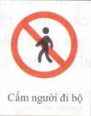 Cấm người đi bộ